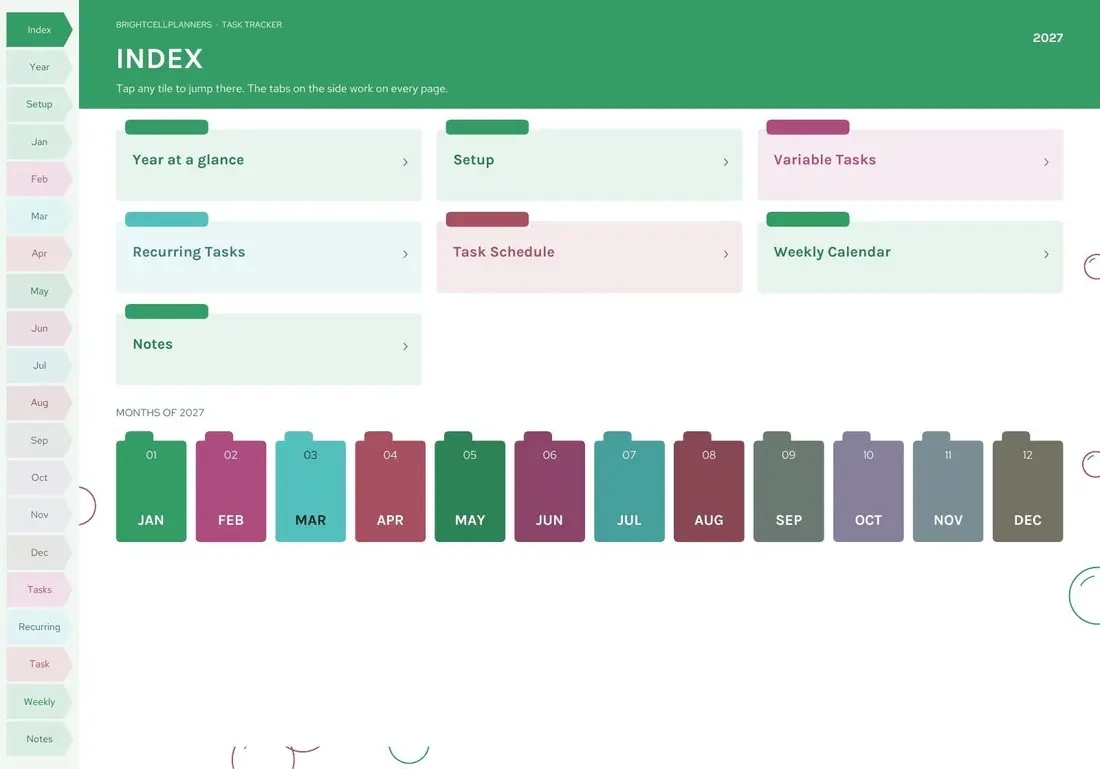 Index
Year
Setup
Jan
Feb
Mar
Apr
May
Jun
Jul
Aug
Sep
Oct
Nov
Dec
Tasks
Recurring
Task
Weekly
Notes
BRIGHTCELLPLANNERS · TASK TRACKER
INDEX
2027
Tap any tile to jump there. The tabs on the side work on every page.
Year at a glance
Setup
Variable Tasks
Recurring Tasks
Task Schedule
Weekly Calendar
Notes
MONTHS OF 2027
01 02 03 04 05 06 07 08 09 10 11 12
JAN FEB MAR APR MAY JUN JUL AUG SEP OCT NOV DEC